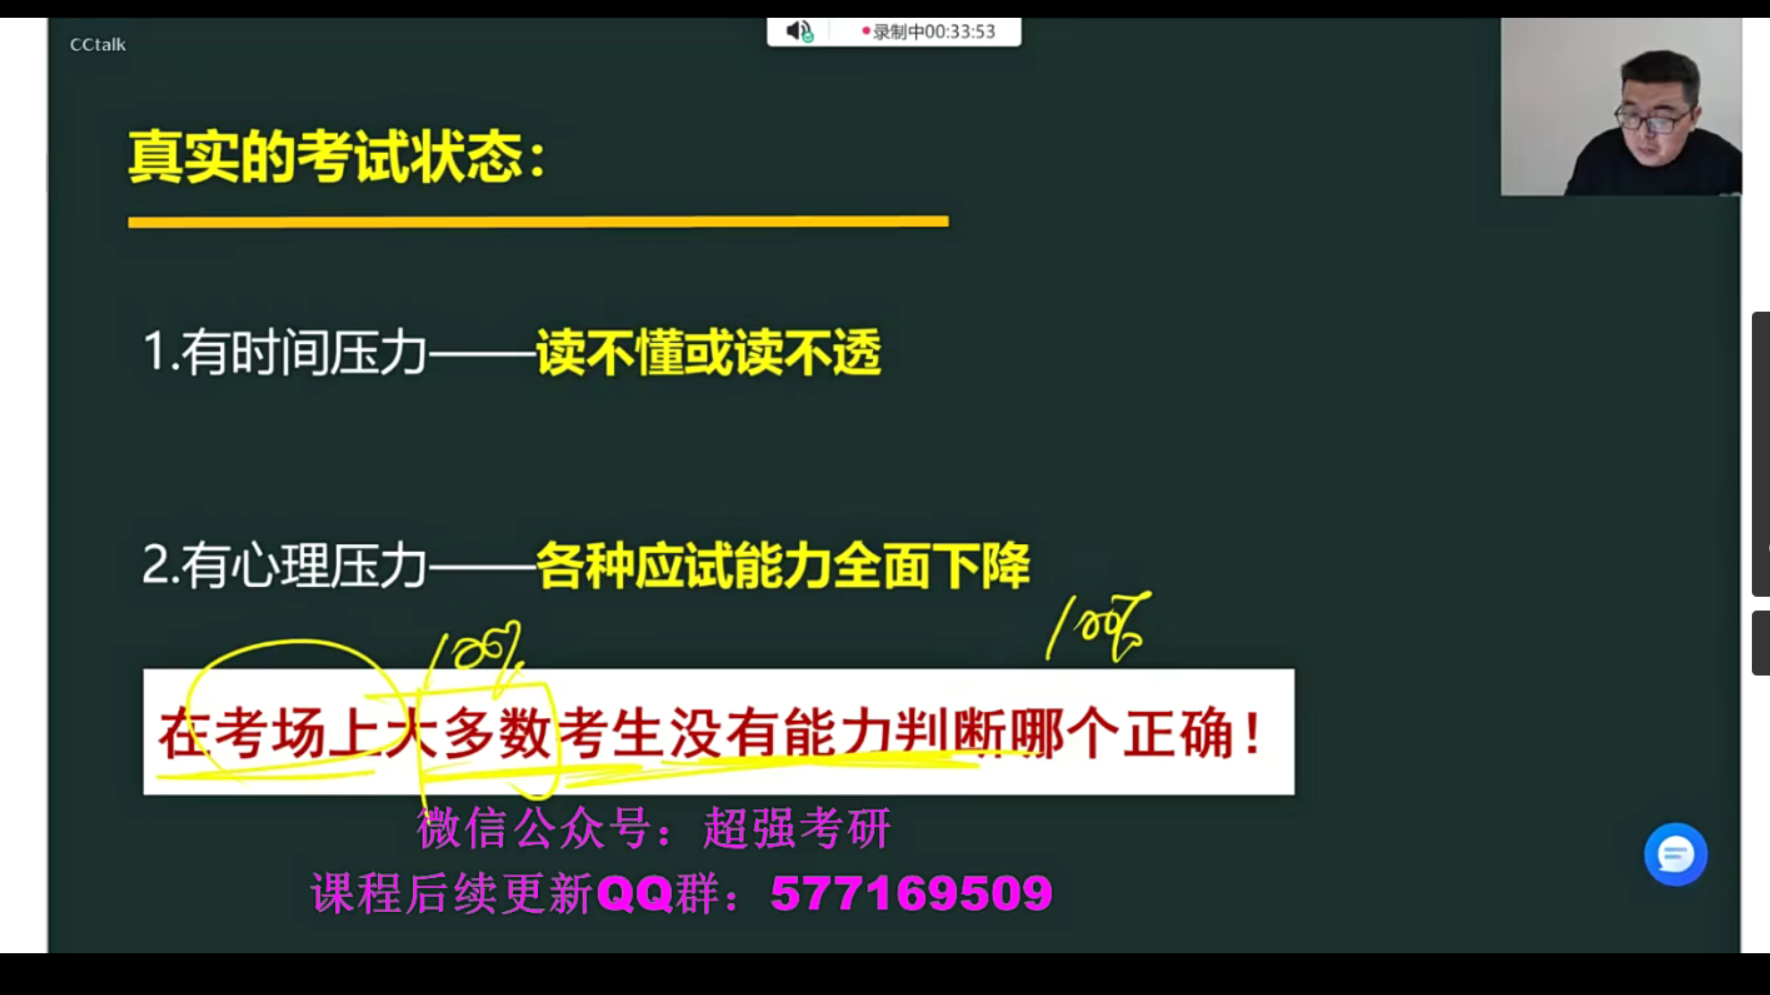 CCtalk
录制中00:33:53
真实的考试状态：
1.有时间压力——读不懂或读不透
2.有心理压力——各种应试能力全面下降
100%
100%
在考场上大多数考生没有能力判断哪个正确！
微信公众号：超强考研
课程后续更新QQ群：577169509